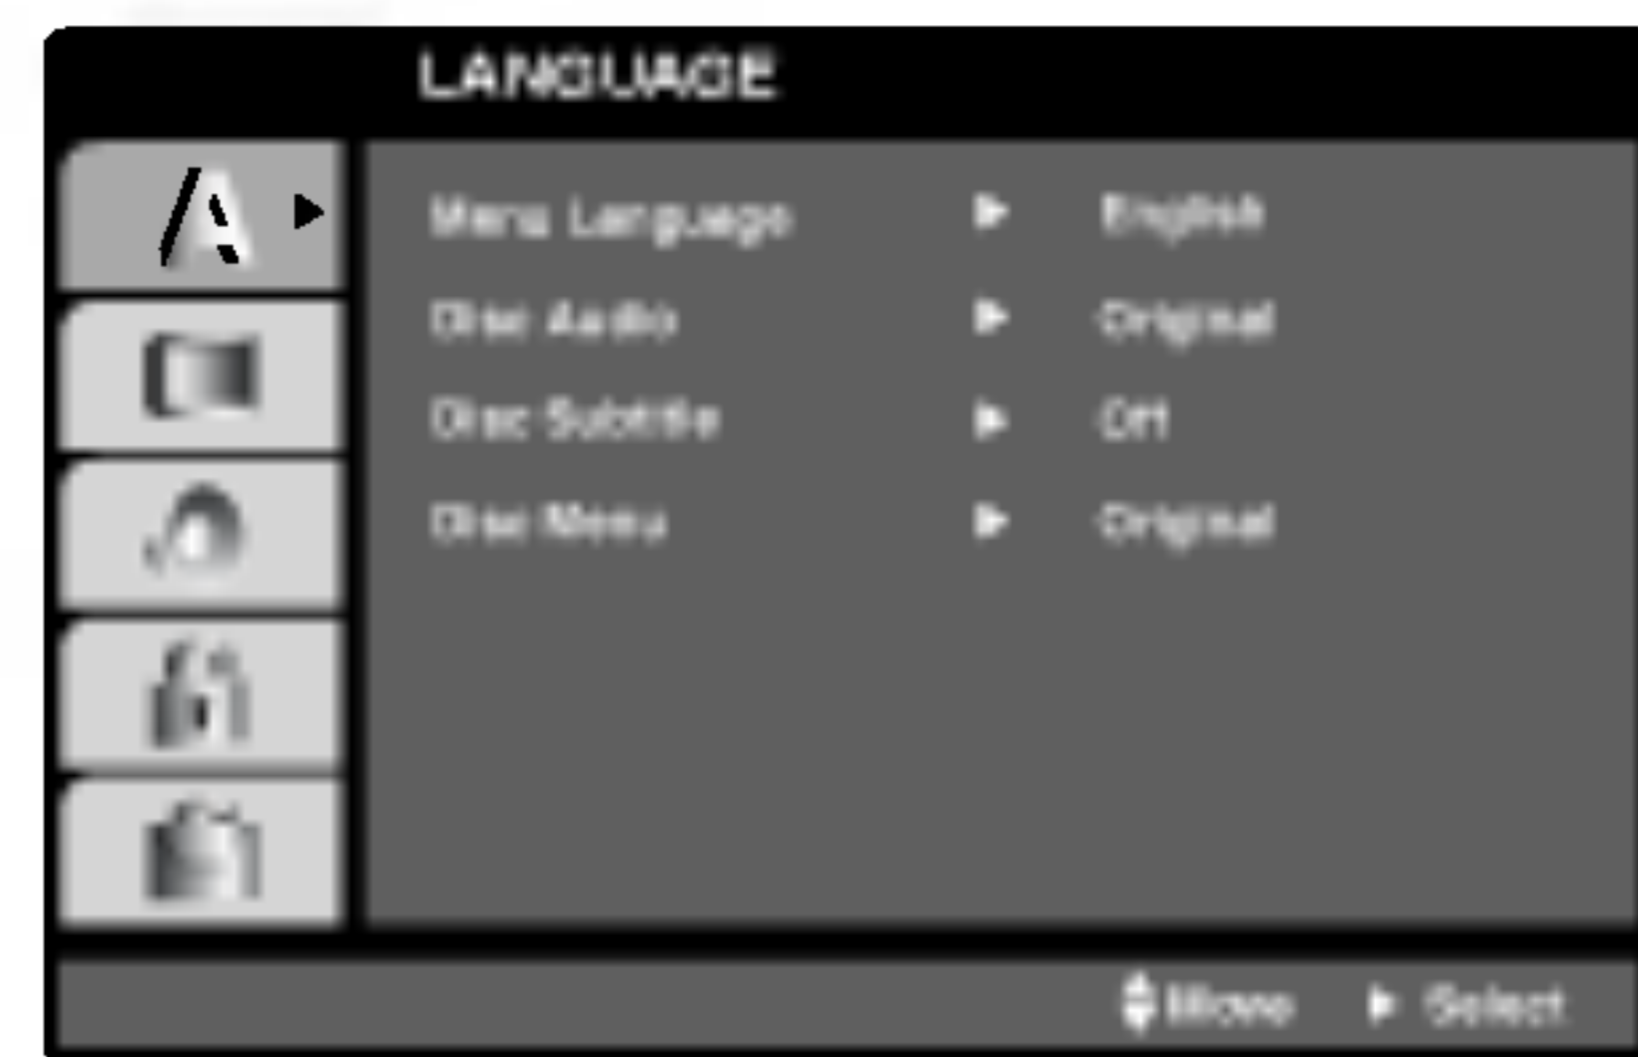 LANGUAGE
Menu Language ▶ English
Disc Audio ▶ Original
Disc Subtitle ▶ Off
Disc Menu ▶ Original
Move ▶ Select